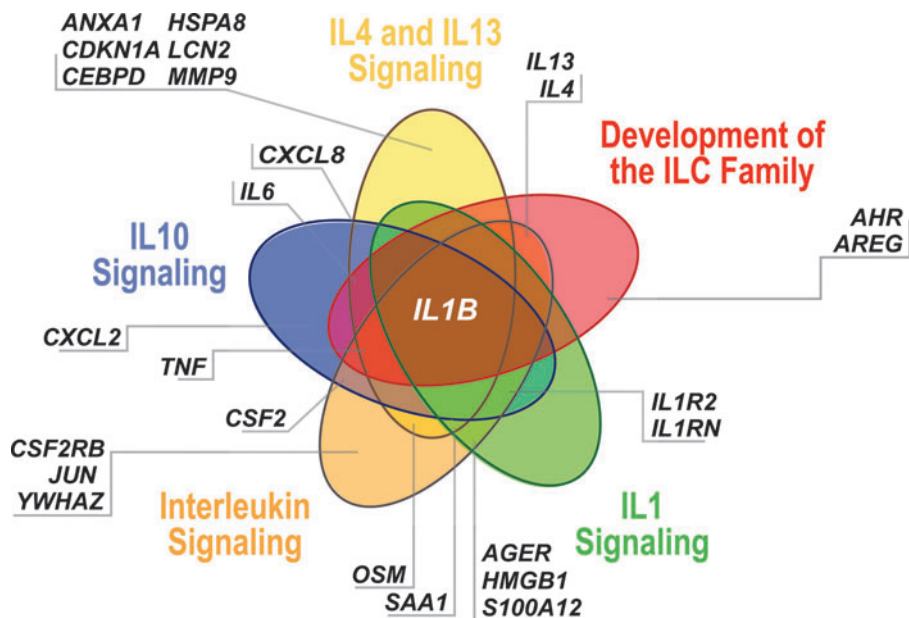 ANXA1 HSPA8
CDKN1A LCN2
CEBPD MMP9
IL4 and IL13
Signaling
IL13
IL4
Development of
the ILC Family
CXCL8
IL6
AHR
AREG
IL10
Signaling
IL1B
CXCL2
TNF
CSF2
IL1R2
IL1RN
CSF2RB
JUN
YWHAZ
Interleukin
Signaling
IL1
Signaling
OSM
SAA1
AGER
HMGB1
S100A12